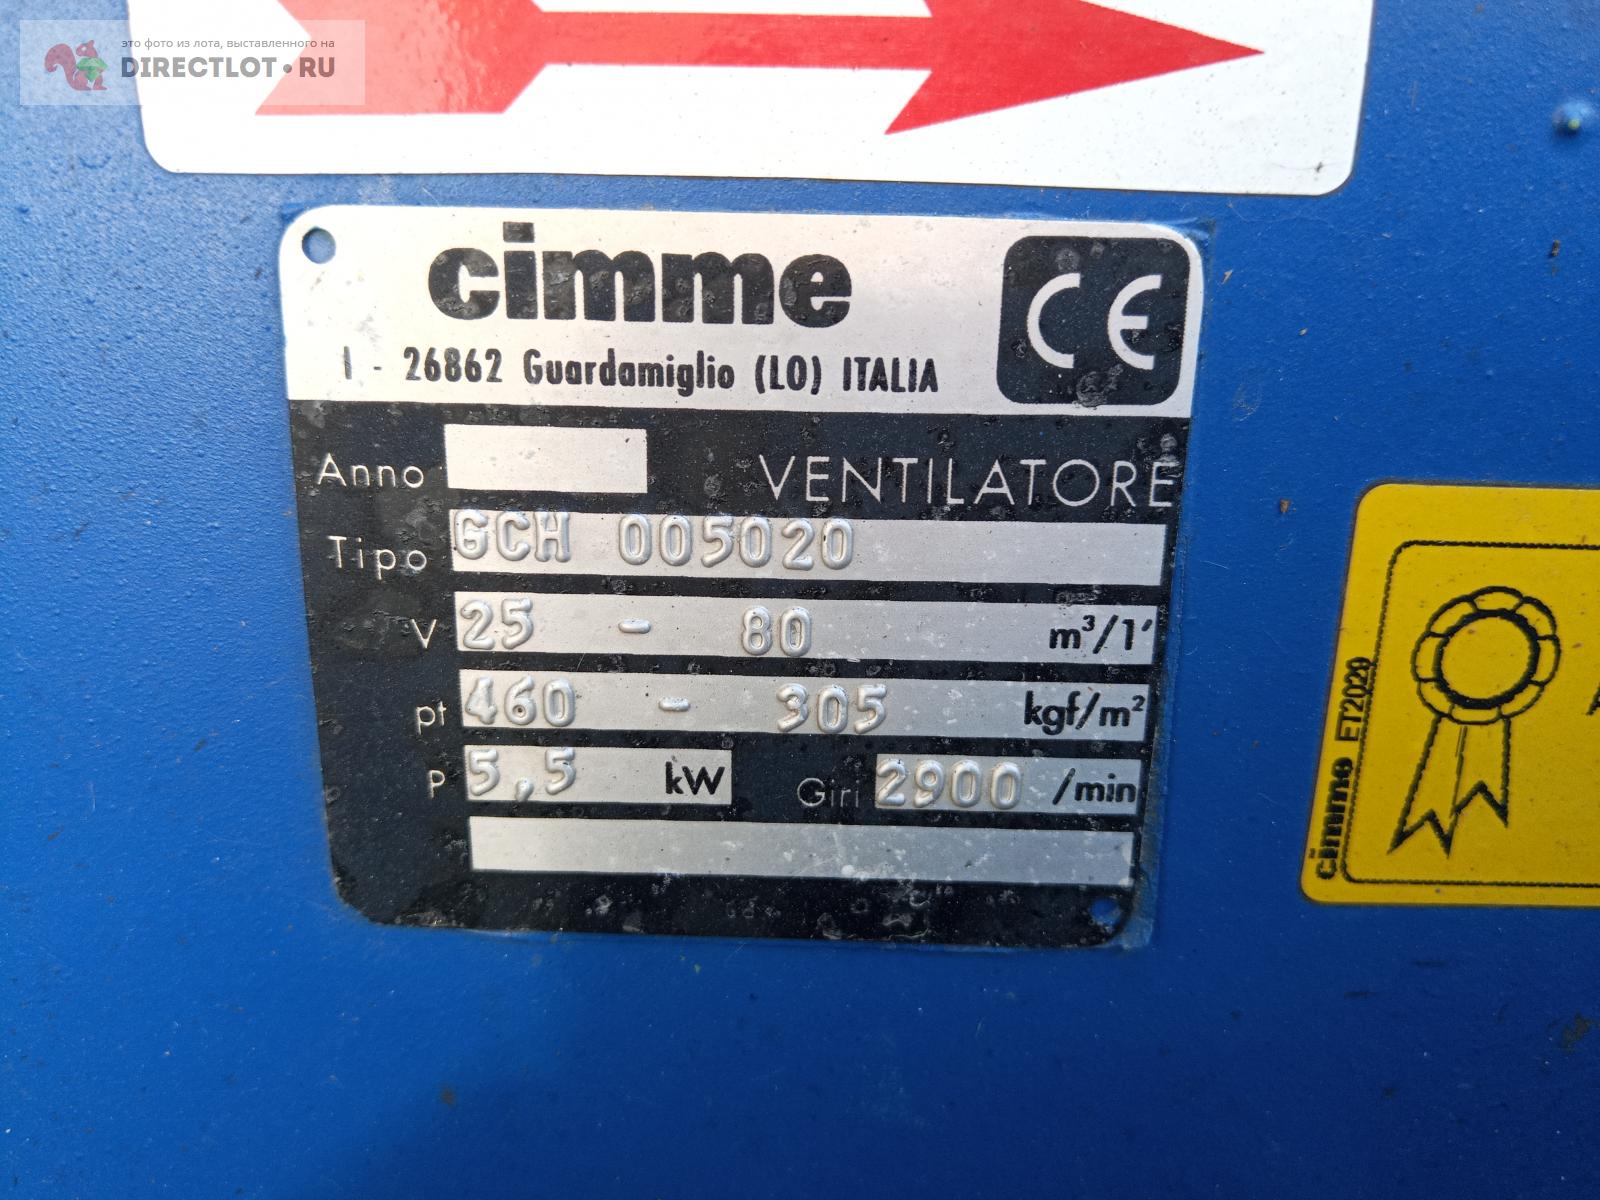 это фото из лота, выставленного на
DIRECTLOT•RU
cimme
CE
I - 26862 Guardamiglio (LO) ITALIA
Anno
VENTILATORE
Tipo GCH 005020
V 25 - 80 m³/1'
pt 460 - 305 kgf/m²
P 5,5 kW Giri 2900 /min
cimme ET2020